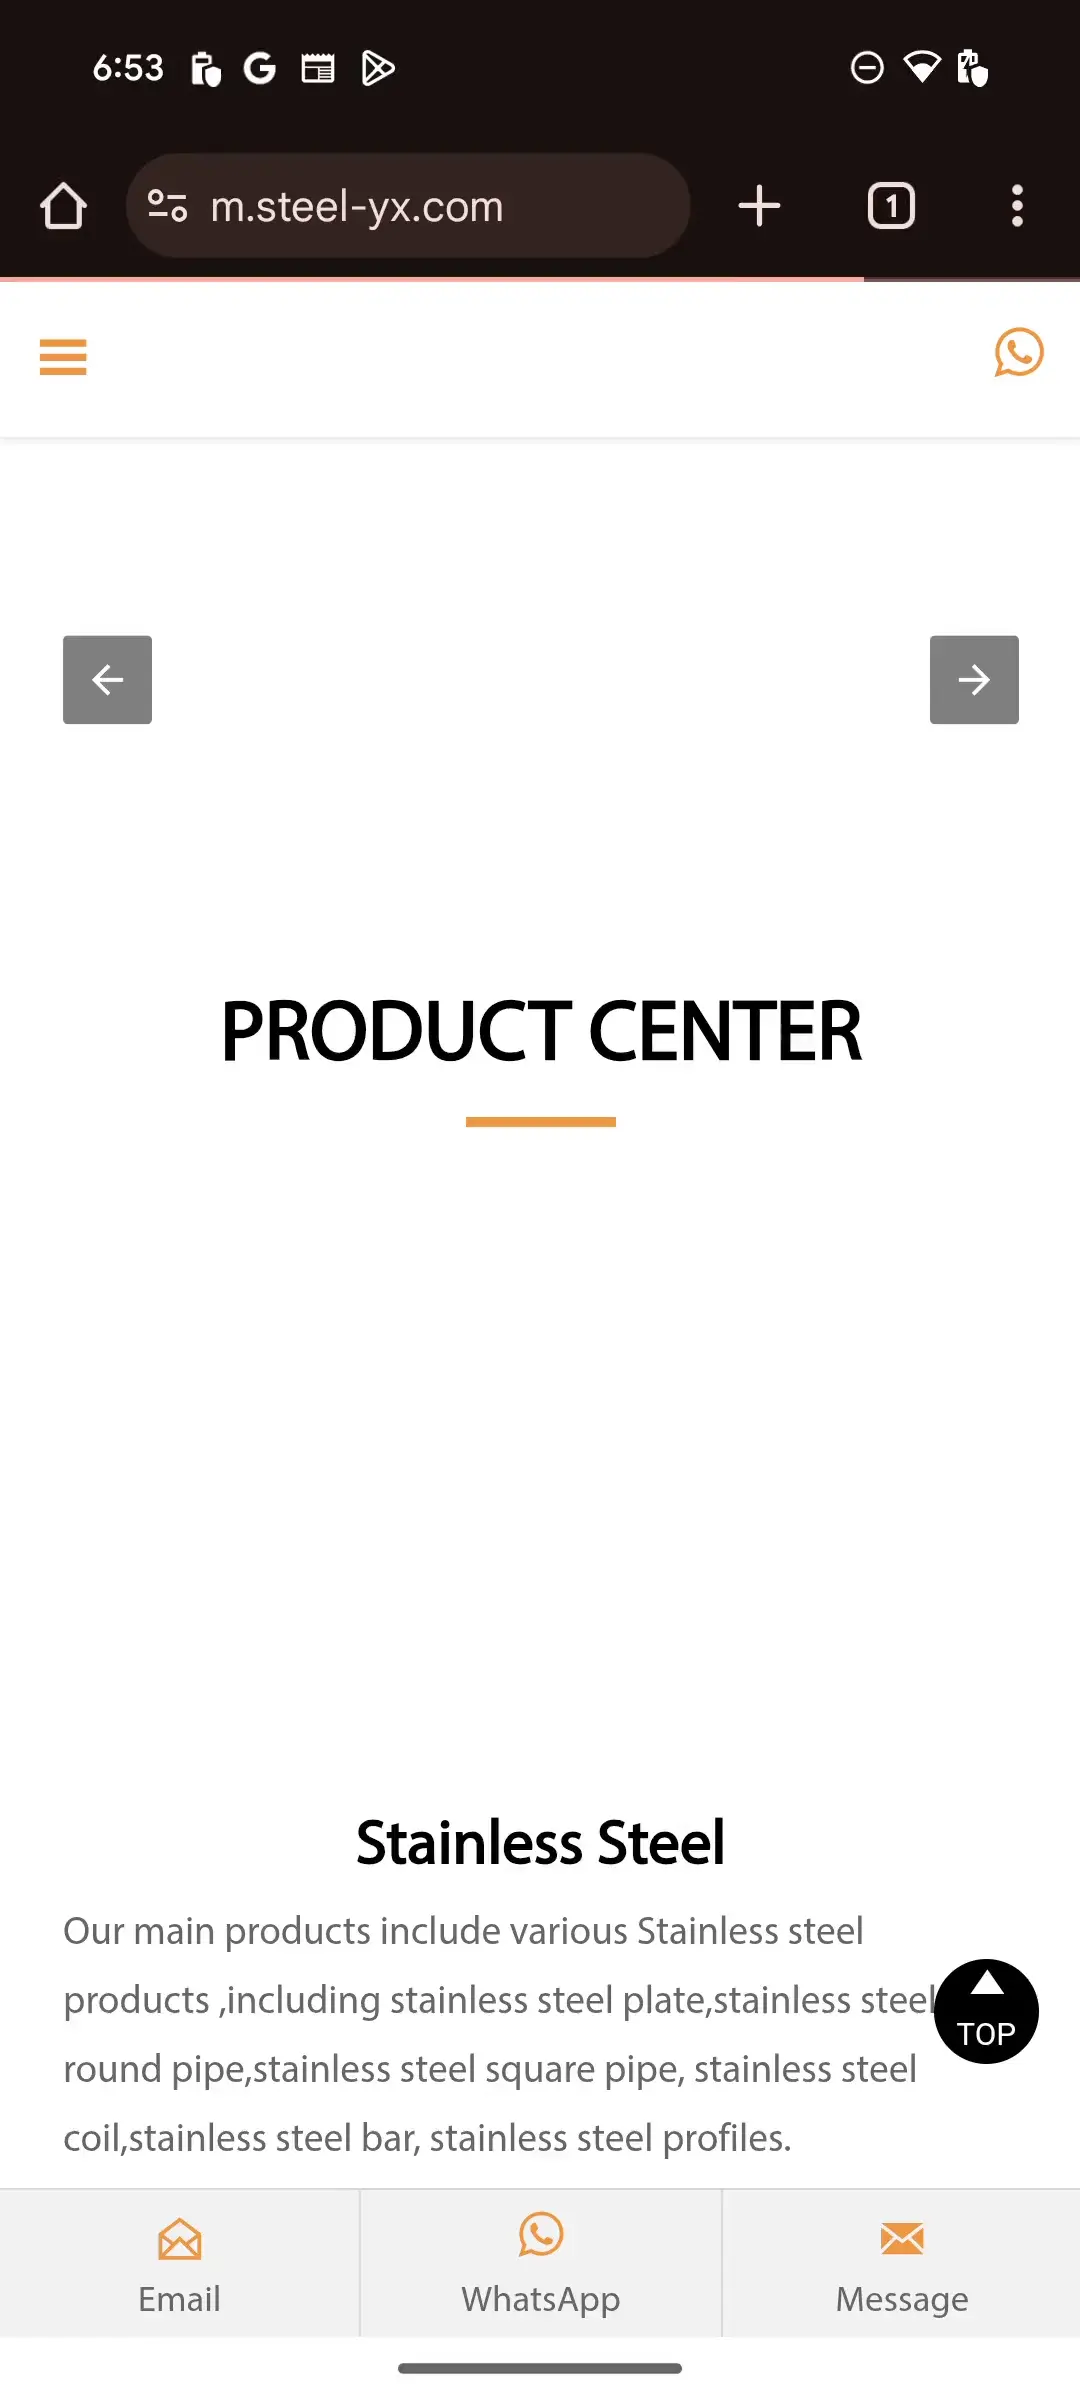 6:53
m.steel-yx.com
1
PRODUCT CENTER
Stainless Steel
Our main products include various Stainless steel
products ,including stainless steel plate,stainless steel
round pipe,stainless steel square pipe, stainless steel
coil,stainless steel bar, stainless steel profiles.
TOP
Email
WhatsApp
Message